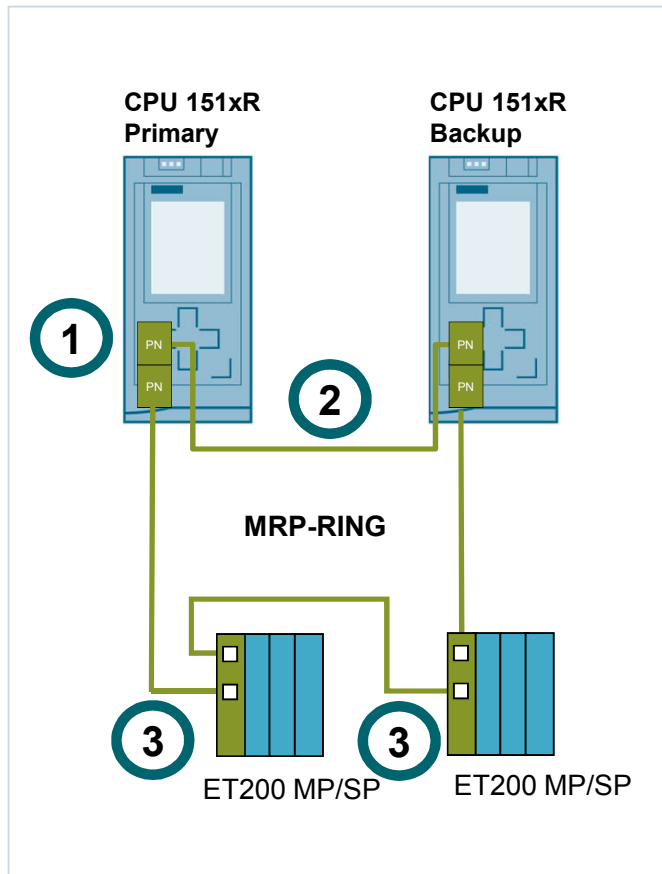 CPU 151xR
Primary
CPU 151xR
Backup
1
PN
PN
PN
PN
2
MRP-RING
3
3
ET200 MP/SP
ET200 MP/SP